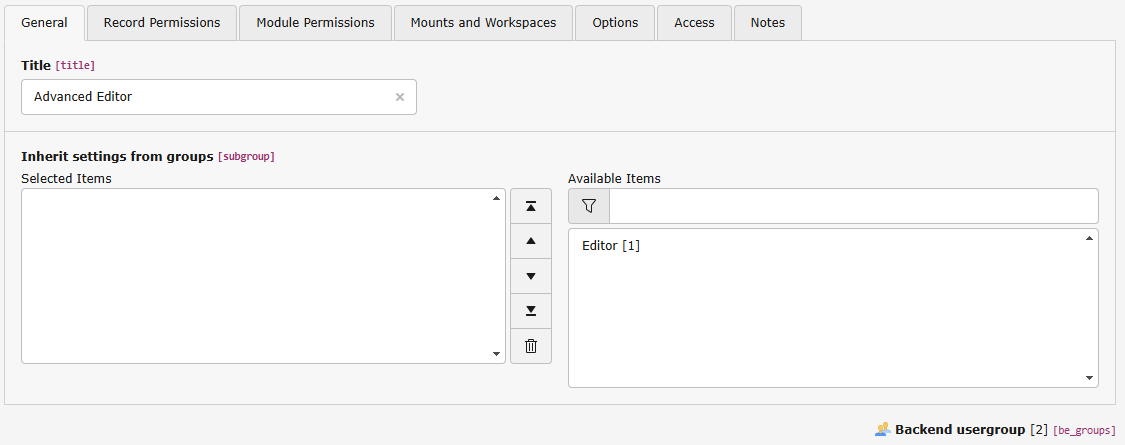 General Record Permissions Module Permissions Mounts and Workspaces Options Access Notes
Title [title]
Advanced Editor
Inherit settings from groups [subgroup]
Selected Items Available Items
Editor [1]
Backend usergroup [2] [be_groups]